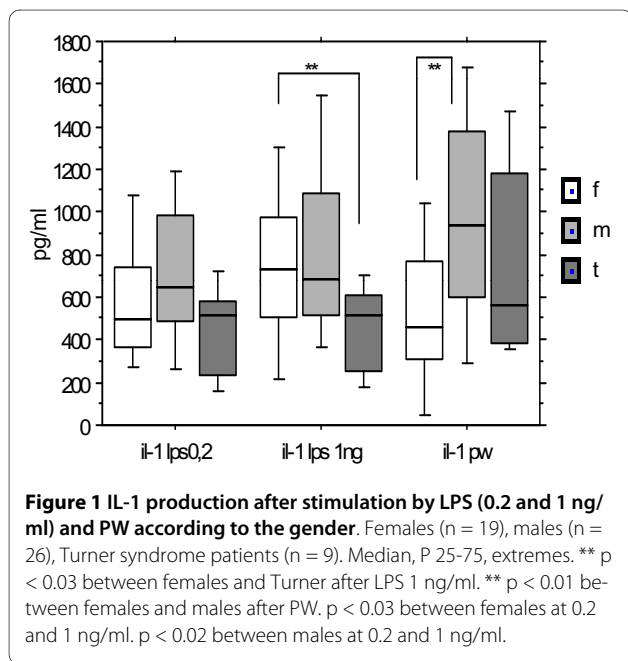 1800
1600
1400
1200
1000
800
600
400
200
0
pg/ml
**
**
f
m
t
il-1 lps0,2
il-1 lps 1ng
il-1 pw
Figure 1 IL-1 production after stimulation by LPS (0.2 and 1 ng/
ml) and PW according to the gender. Females (n = 19), males (n =
26), Turner syndrome patients (n = 9). Median, P 25-75, extremes. ** p
< 0.03 between females and Turner after LPS 1 ng/ml. ** p < 0.01 be-
tween females and males after PW. p < 0.03 between females at 0.2
and 1 ng/ml. p < 0.02 between males at 0.2 and 1 ng/ml.